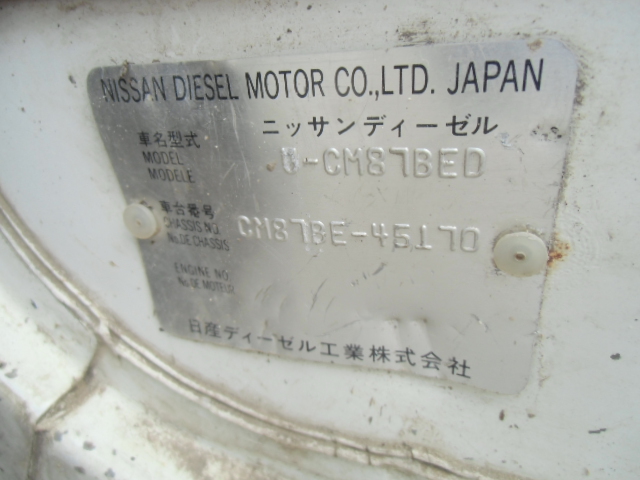 NISSAN DIESEL MOTOR CO.,LTD. JAPAN
ニッサンディーゼル
車名型式
MODEL
MODELE
U-CM87BED
車台番号
CHASSIS NO.
No. DE CHASSIS
CM87BE-45170
ENGINE NO.
No. DE MOTEUR
日産ディーゼル工業株式会社